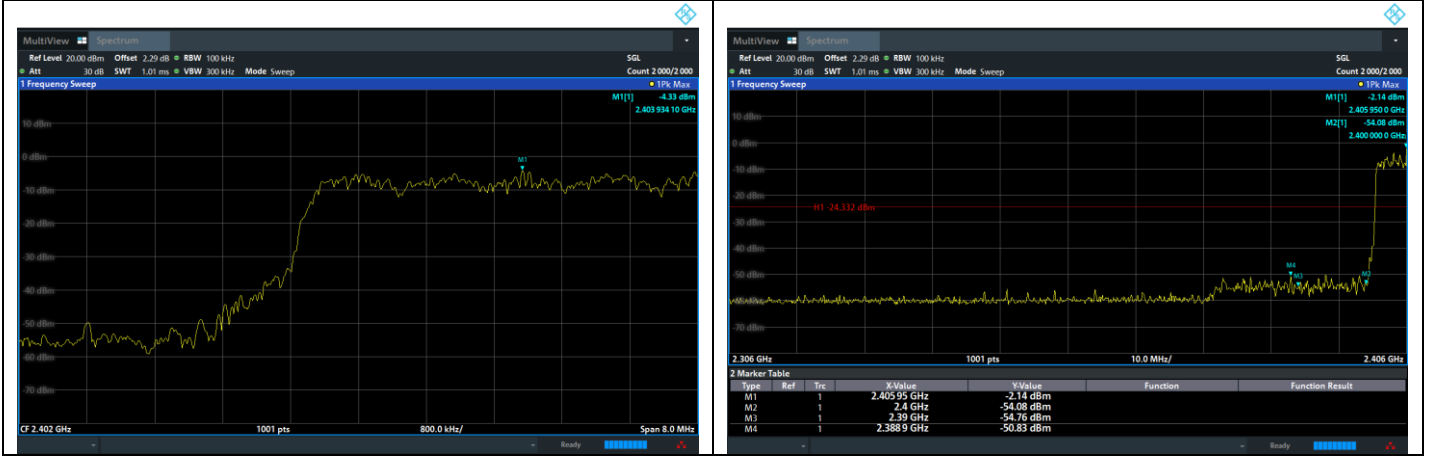 MultiView Spectrum
Ref Level 20.00 dBm Offset 2.29 dB RBW 100 kHz SGL
Att 30 dB SWT 1.01 ms VBW 300 kHz Mode Sweep Count 2 000/2 000
1 Frequency Sweep 1Pk Max
M1[1] -4.33 dBm
2.403 934 10 GHz
10 dBm
M1
0 dBm
-10 dBm
-20 dBm
-30 dBm
-40 dBm
-50 dBm
-60 dBm
-70 dBm
CF 2.402 GHz 1001 pts 800.0 kHz/ Span 8.0 MHz
Ready
MultiView Spectrum
Ref Level 20.00 dBm Offset 2.29 dB RBW 100 kHz SGL
Att 30 dB SWT 1.01 ms VBW 300 kHz Mode Sweep Count 2 000/2 000
1 Frequency Sweep 1Pk Max
M1[1] -2.14 dBm
2.405 950 0 GHz
10 dBm
M2[1] -54.08 dBm
2.400 000 0 GHz
0 dBm
-10 dBm
-20 dBm
H1 -24.332 dBm
-30 dBm
-40 dBm
M4
-50 dBm
M3 M2
-60 dBm
-70 dBm
2.306 GHz 1001 pts 10.0 MHz/ 2.406 GHz
2 Marker Table
Type Ref Trc X-Value Y-Value Function Function Result
M1 1 2.405 95 GHz -2.14 dBm
M2 1 2.4 GHz -54.08 dBm
M3 1 2.39 GHz -54.76 dBm
M4 1 2.388 9 GHz -50.83 dBm
Ready